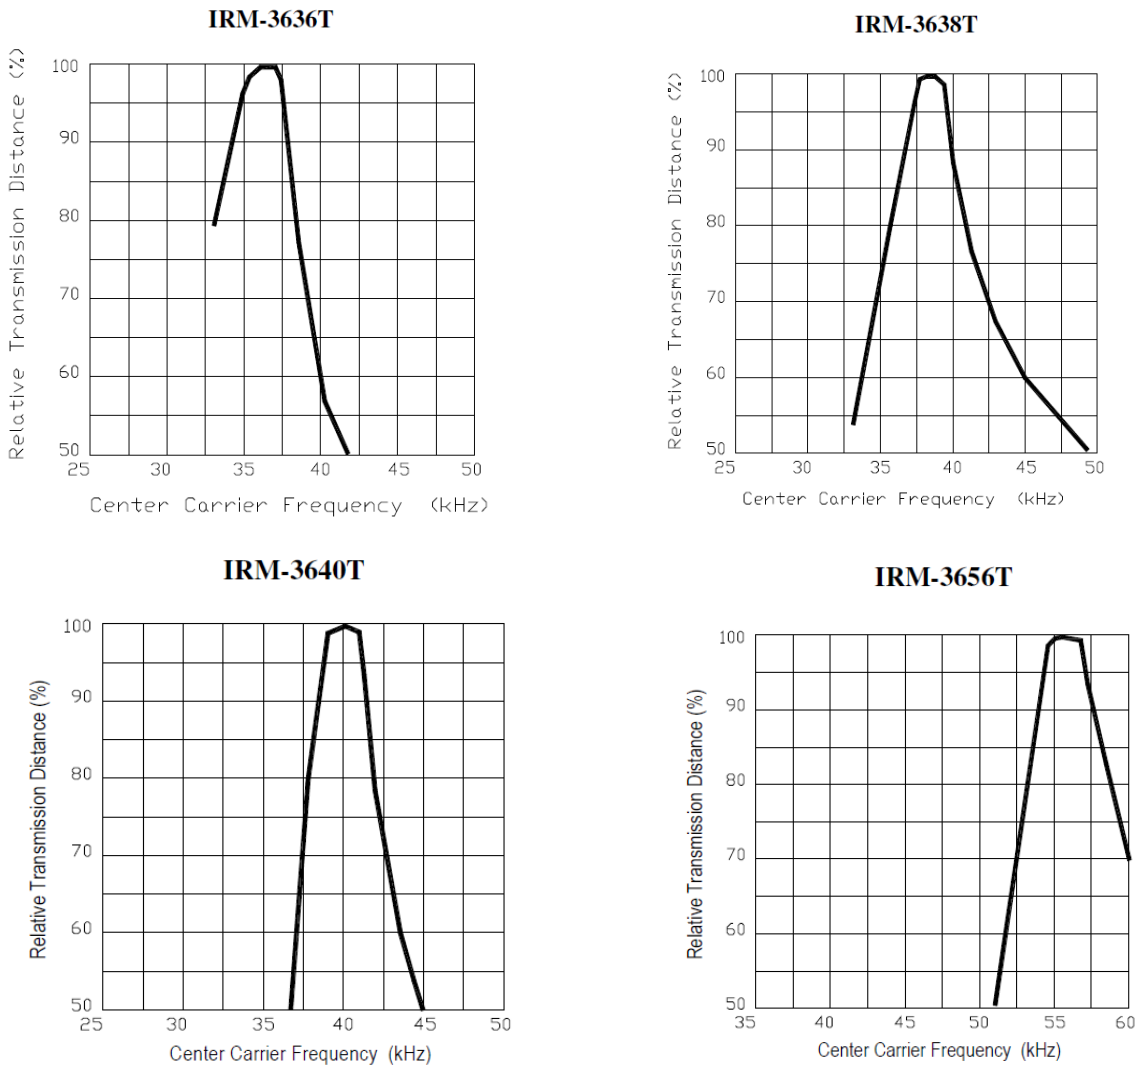 IRM-3636T
Relative Transmission Distance (%)
100
90
80
70
60
50
25 30 35 40 45 50
Center Carrier Frequency (kHz)
IRM-3638T
Relative Transmission Distance (%)
100
90
80
70
60
50
25 30 35 40 45 50
Center Carrier Frequency (kHz)
IRM-3640T
Relative Transmission Distance (%)
100
90
80
70
60
50
25 30 35 40 45 50
Center Carrier Frequency (kHz)
IRM-3656T
Relative Transmission Distance (%)
100
90
80
70
60
50
35 40 45 50 55 60
Center Carrier Frequency (kHz)